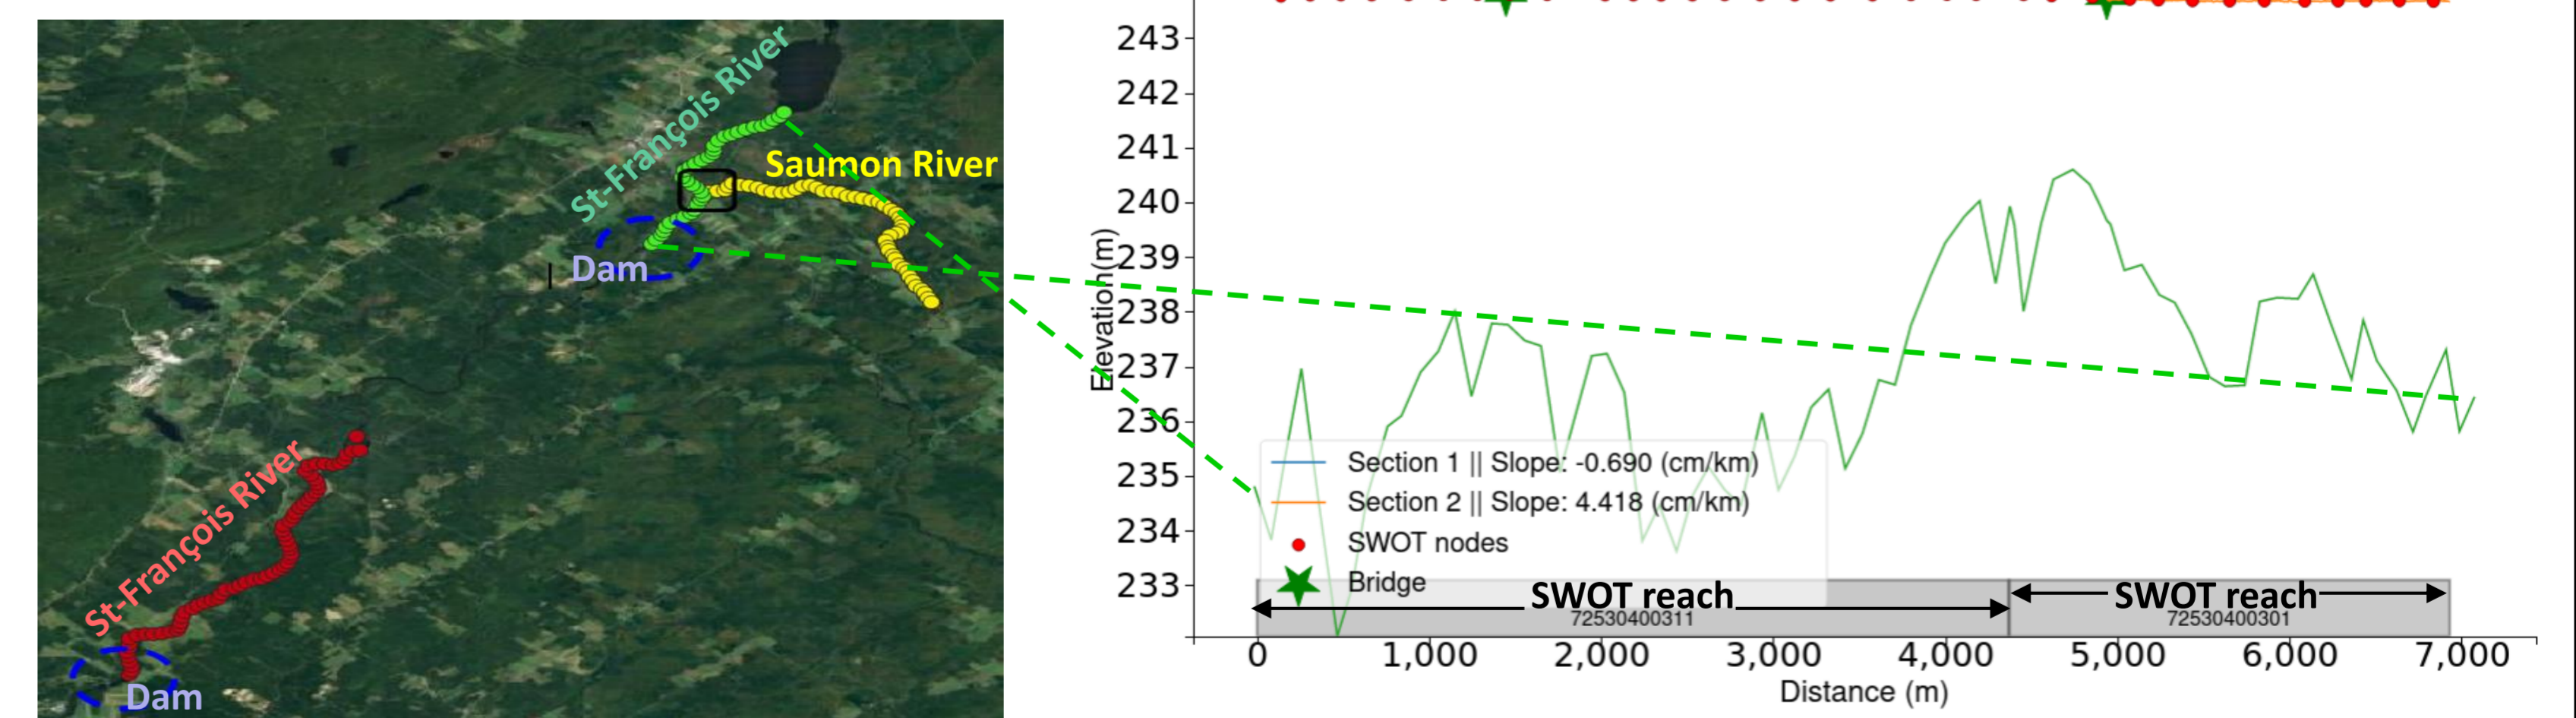 St-François River
Saumon River
Dam
St-François River
Dam
243
242
241
240
239
238
237
236
235
234
233
Elevation(m)
Section 1 || Slope: -0.690 (cm/km)
Section 2 || Slope: 4.418 (cm/km)
SWOT nodes
Bridge
SWOT reach
SWOT reach
72530400311
72530400301
0 1,000 2,000 3,000 4,000 5,000 6,000 7,000
Distance (m)